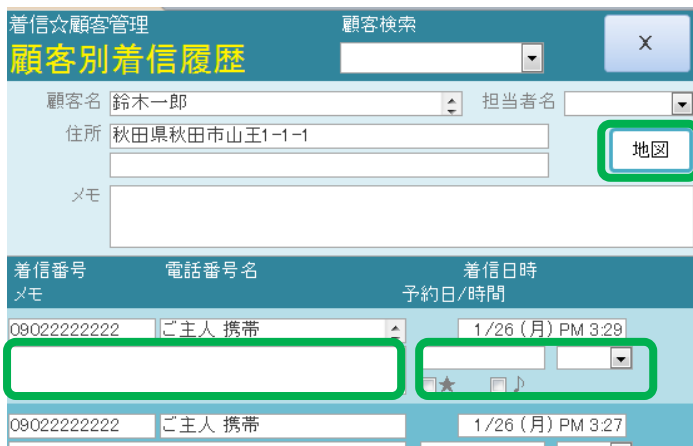 着信☆顧客管理 顧客検索
顧客別着信履歴
X
顧客名 鈴木一郎 担当者名
住所 秋田県秋田市山王1-1-1
地図
メモ
着信番号 電話番号名 着信日時
メモ 予約日/時間
09022222222 ご主人 携帯 1/26 (月) PM 3:29
★ ♪
09022222222 ご主人 携帯 1/26 (月) PM 3:27